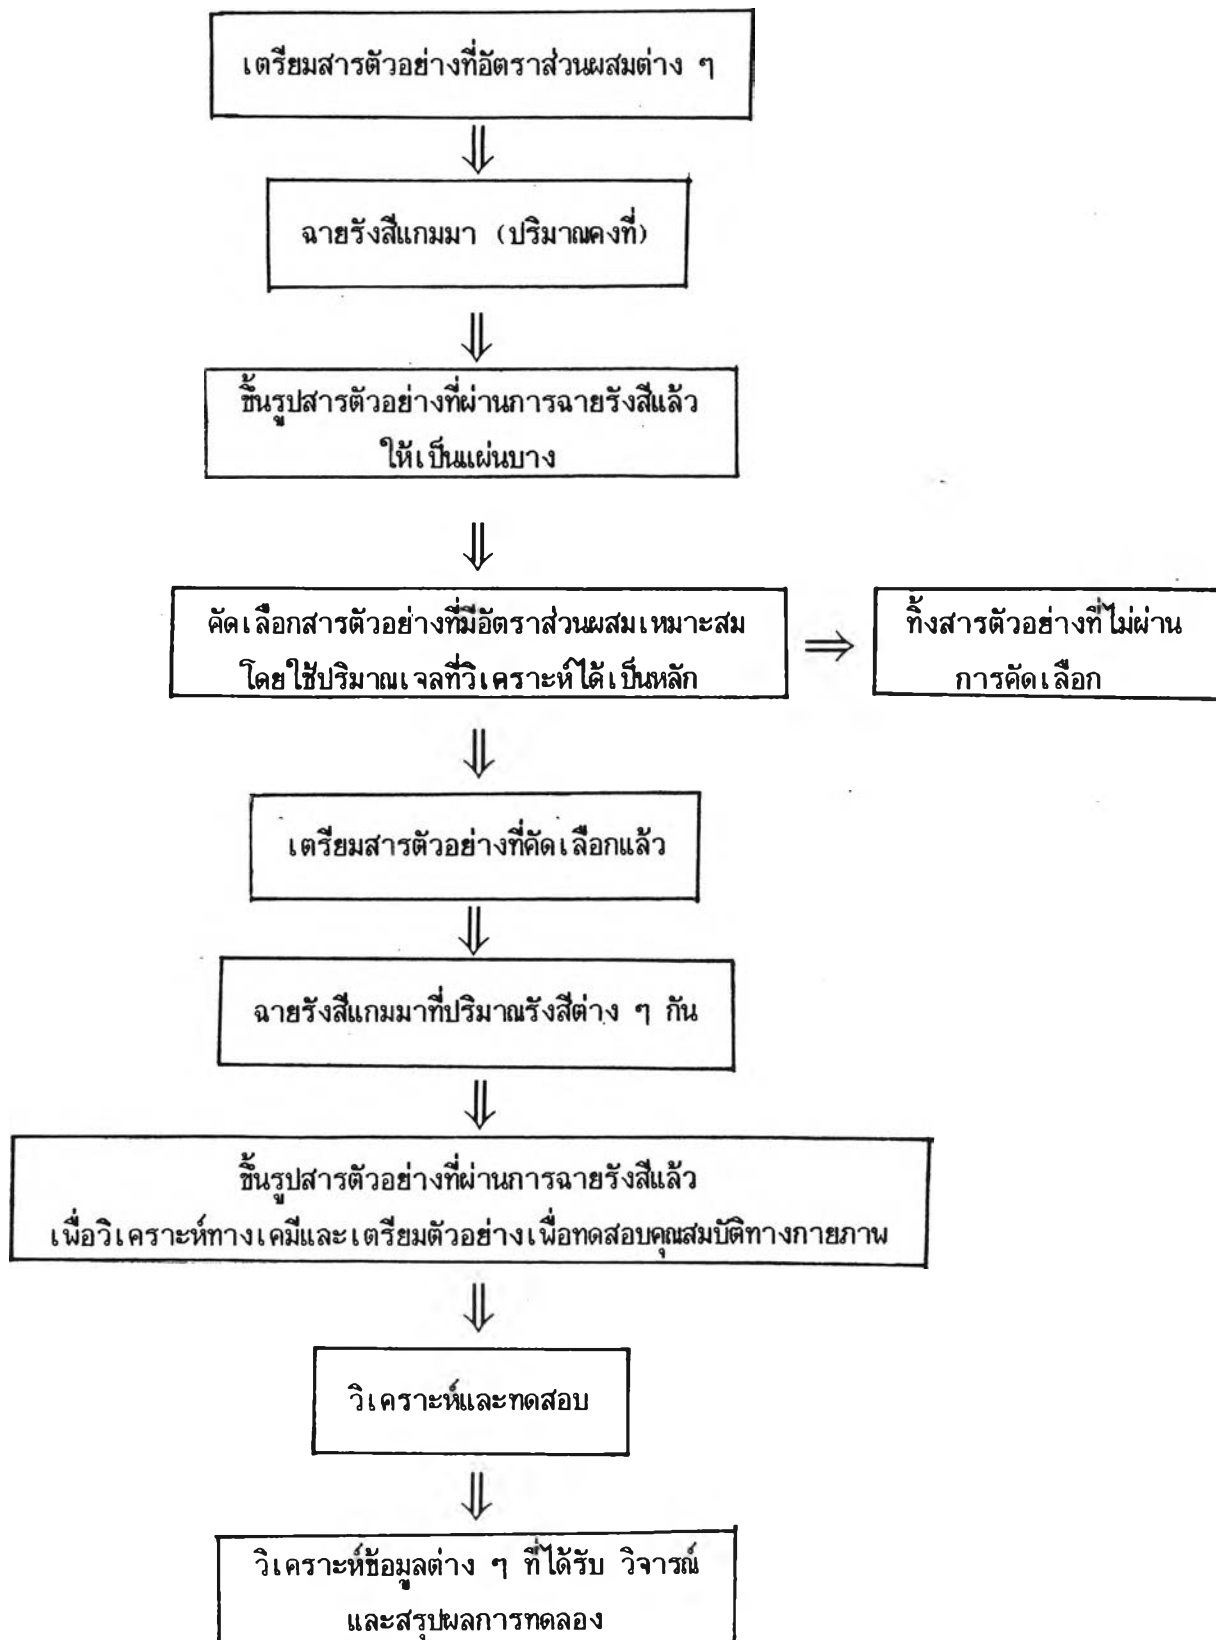 เตรียมสารตัวอย่างที่อัตราส่วนผสมต่าง ๆ
ฉายรังสีแกมมา (ปริมาณคงที่)
ขึ้นรูปสารตัวอย่างที่ผ่านการฉายรังสีแล้ว
ให้เป็นแผ่นบาง
คัดเลือกสารตัวอย่างที่มีอัตราส่วนผสมเหมาะสม
โดยใช้ปริมาณเจลที่วิเคราะห์ได้เป็นหลัก
ทิ้งสารตัวอย่างที่ไม่ผ่าน
การคัดเลือก
เตรียมสารตัวอย่างที่คัดเลือกแล้ว
ฉายรังสีแกมมาที่ปริมาณรังสีต่าง ๆ กัน
ขึ้นรูปสารตัวอย่างที่ผ่านการฉายรังสีแล้ว
เพื่อวิเคราะห์ทางเคมีและเตรียมตัวอย่างเพื่อทดสอบคุณสมบัติทางกายภาพ
วิเคราะห์และทดสอบ
วิเคราะห์ข้อมูลต่าง ๆ ที่ได้รับ วิจารณ์
และสรุปผลการทดลอง